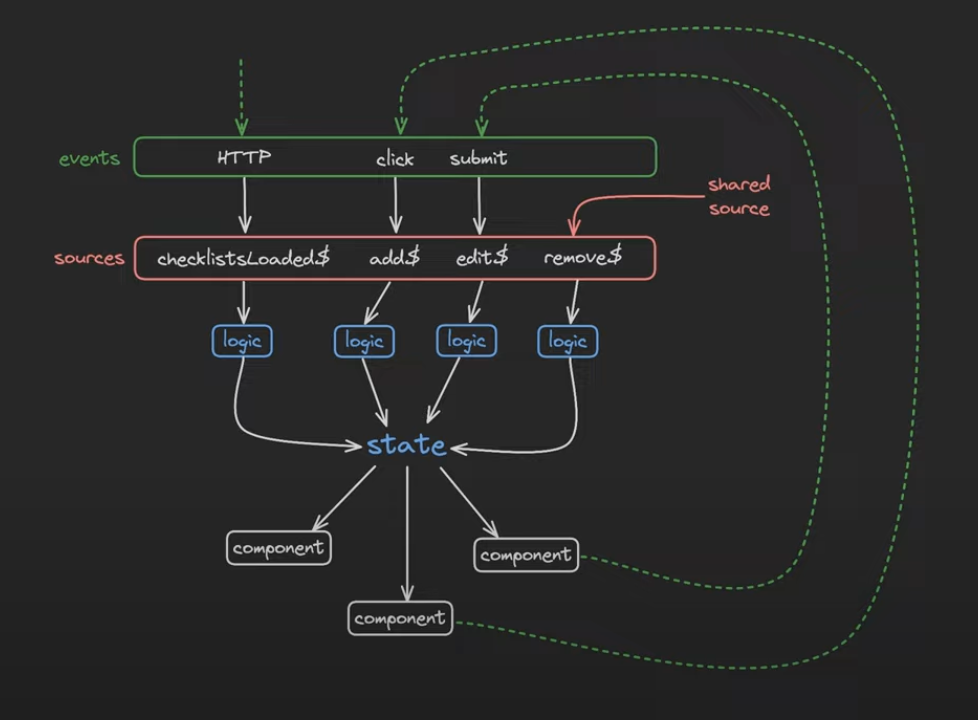 events
HTTP click submit
shared
source
sources
checklistsLoaded$ add$ edit$ remove$
logic logic logic logic
state
component
component
component